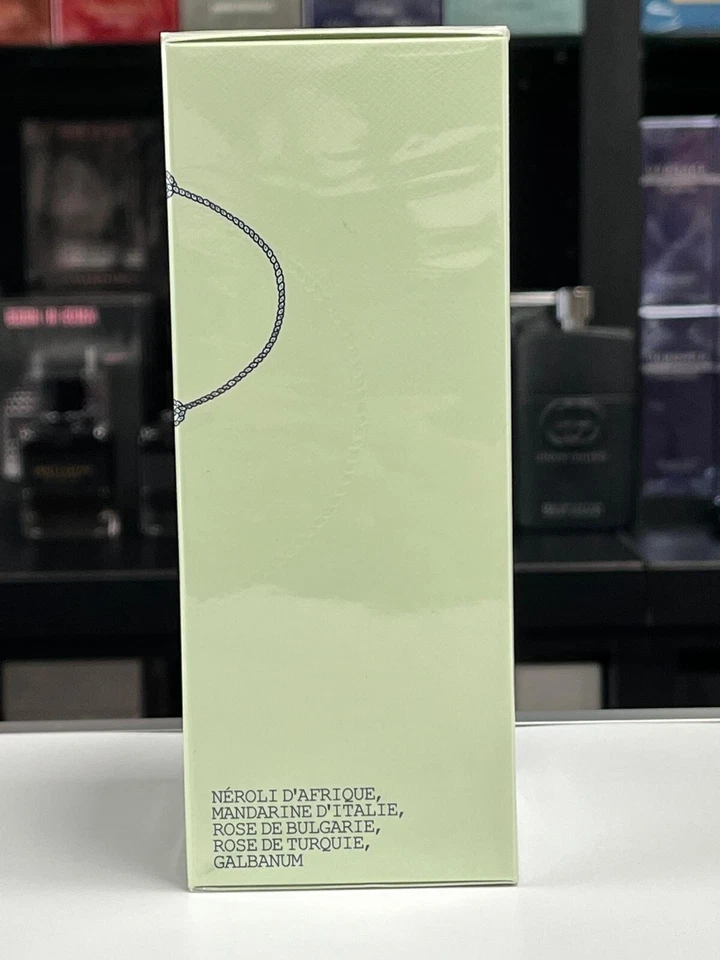 NÉROLI D'AFRIQUE,
MANDARINE D'ITALIE,
ROSE DE BULGARIE,
ROSE DE TURQUIE,
GALBANUM